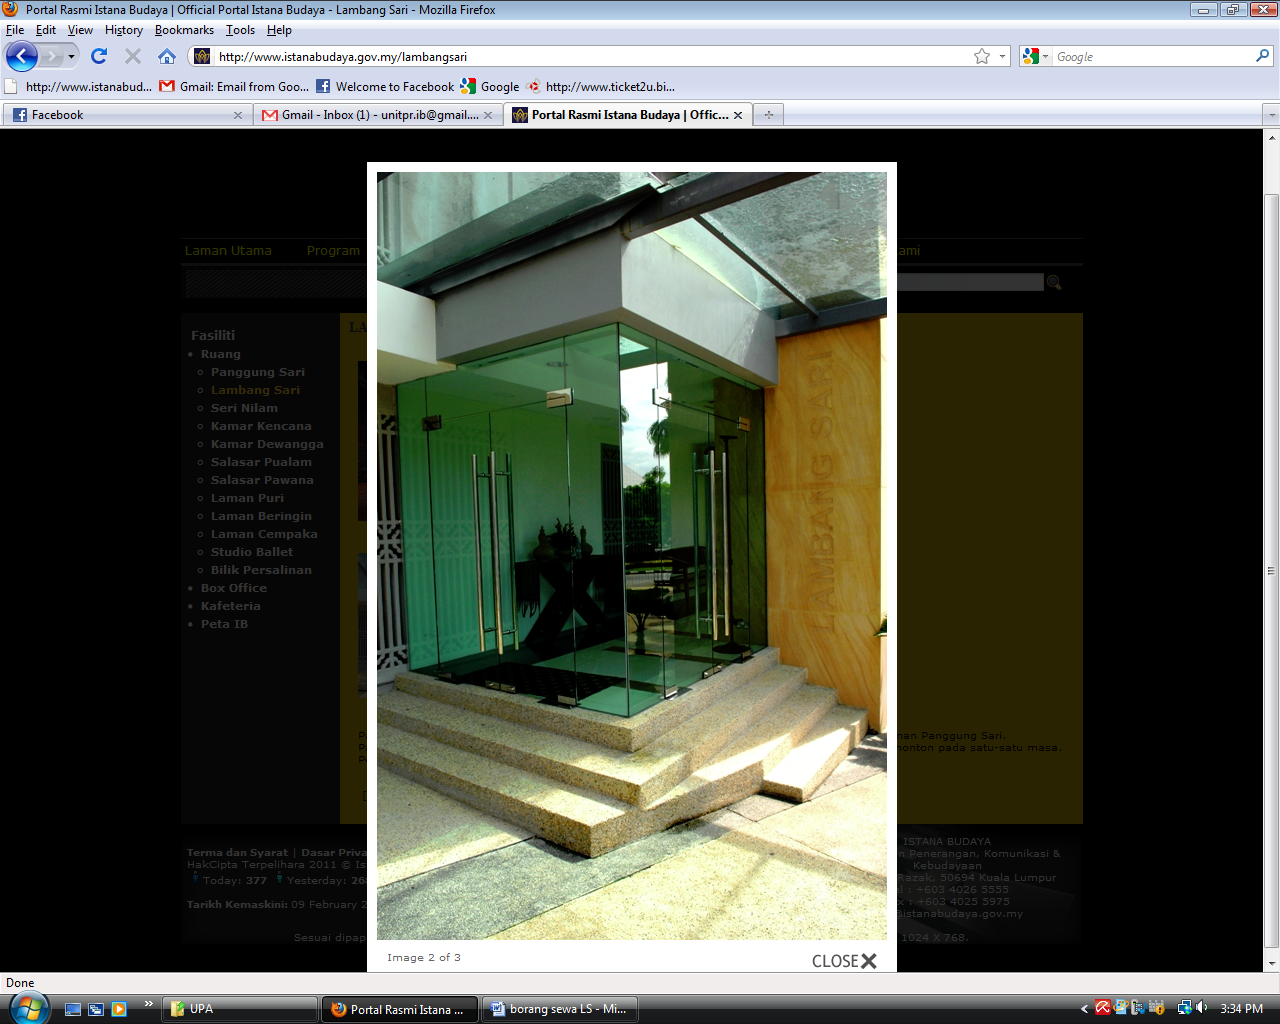 Portal Rasmi Istana Budaya | Official Portal Istana Budaya - Lambang Sari - Mozilla Firefox
File Edit View History Bookmarks Tools Help
http://www.istanabudaya.gov.my/lambangsari
Google
http://www.istanabud... Gmail: Email from Goo... Welcome to Facebook Google http://www.ticket2u.bi...
Facebook Gmail - Inbox (1) - unitpr.ib@gmail.... Portal Rasmi Istana Budaya | Offic...
Laman Utama Program
Fasiliti
Ruang
Panggung Sari
Lambang Sari
Seri Nilam
Kamar Kencana
Kamar Dewangga
Salasar Pualam
Salasar Pawana
Laman Puri
Laman Beringin
Laman Cempaka
Studio Ballet
Bilik Persalinan
Box Office
Kafeteria
Peta IB
LAMBANG SARI
Panggung Sari.
pada satu-satu masa.
Terma dan Syarat | Dasar
HakCipta Terpelihara 2011 ©
Today: 377 Yesterday:
Tarikh Kemaskini: 09 February
Sesuai
ISTANA BUDAYA
Penerangan, Komunikasi &
Kebudayaan
Razak, 50694 Kuala Lumpur
: +603 4026 5555
: +603 4025 5975
@istanabudaya.gov.my
1024 X 768.
Image 2 of 3
CLOSE
Done
UPA Portal Rasmi Istana ... borang sewa LS - Mi... 3:34 PM